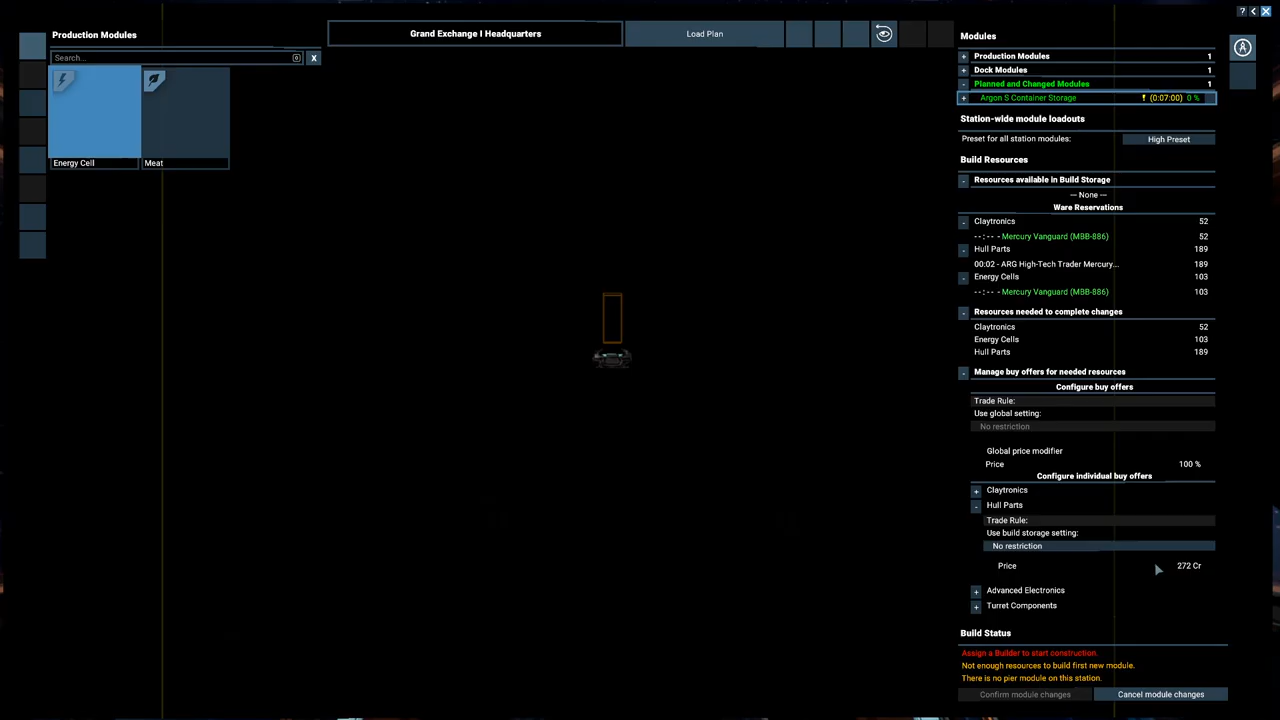 Production Modules
Search...
X
Energy Cell
Meat
Grand Exchange I Headquarters
Load Plan
?
Modules
+ Production Modules 1
+ Dock Modules 1
- Planned and Changed Modules 1
+ Argon S Container Storage ! (0:07:00) 0 %
Station-wide module loadouts
Preset for all station modules: High Preset
Build Resources
- Resources available in Build Storage
--- None ---
Ware Reservations
- Claytronics 52
--:-- - Mercury Vanguard (MBB-886) 52
- Hull Parts 189
00:02 - ARG High-Tech Trader Mercury... 189
- Energy Cells 103
--:-- - Mercury Vanguard (MBB-886) 103
- Resources needed to complete changes
Claytronics 52
Energy Cells 103
Hull Parts 189
- Manage buy offers for needed resources
Configure buy offers
Trade Rule:
Use global setting:
No restriction
Global price modifier
Price 100 %
Configure individual buy offers
+ Claytronics
- Hull Parts
Trade Rule:
Use build storage setting:
No restriction
Price 272 Cr
+ Advanced Electronics
+ Turret Components
Build Status
Assign a Builder to start construction.
Not enough resources to build first new module.
There is no pier module on this station.
Confirm module changes
Cancel module changes